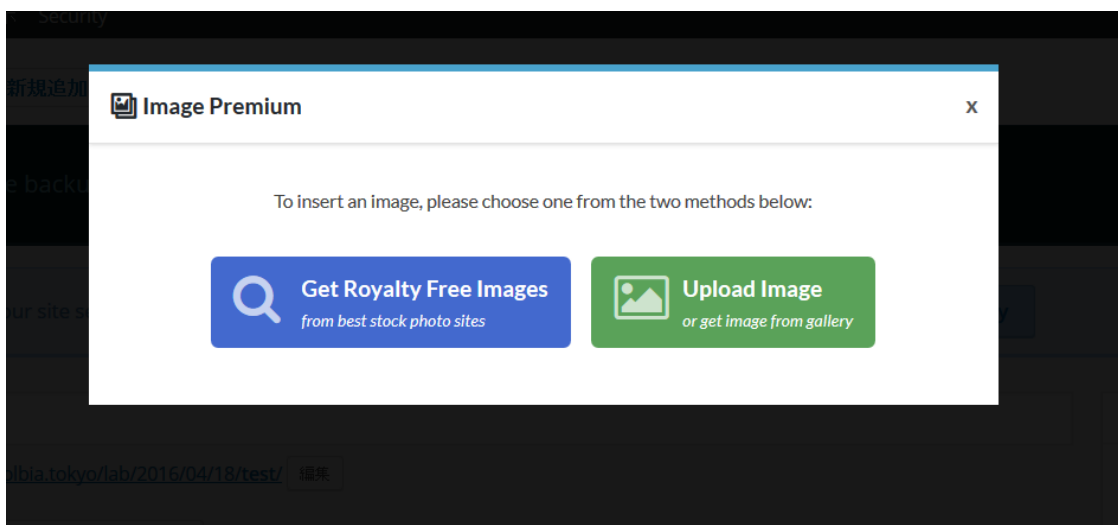 Security
新規追加
Image Premium
x
e backu
To insert an image, please choose one from the two methods below:
Get Royalty Free Images
from best stock photo sites
Upload Image
or get image from gallery
our site s
olbia.tokyo/lab/2016/04/18/test/ 編集